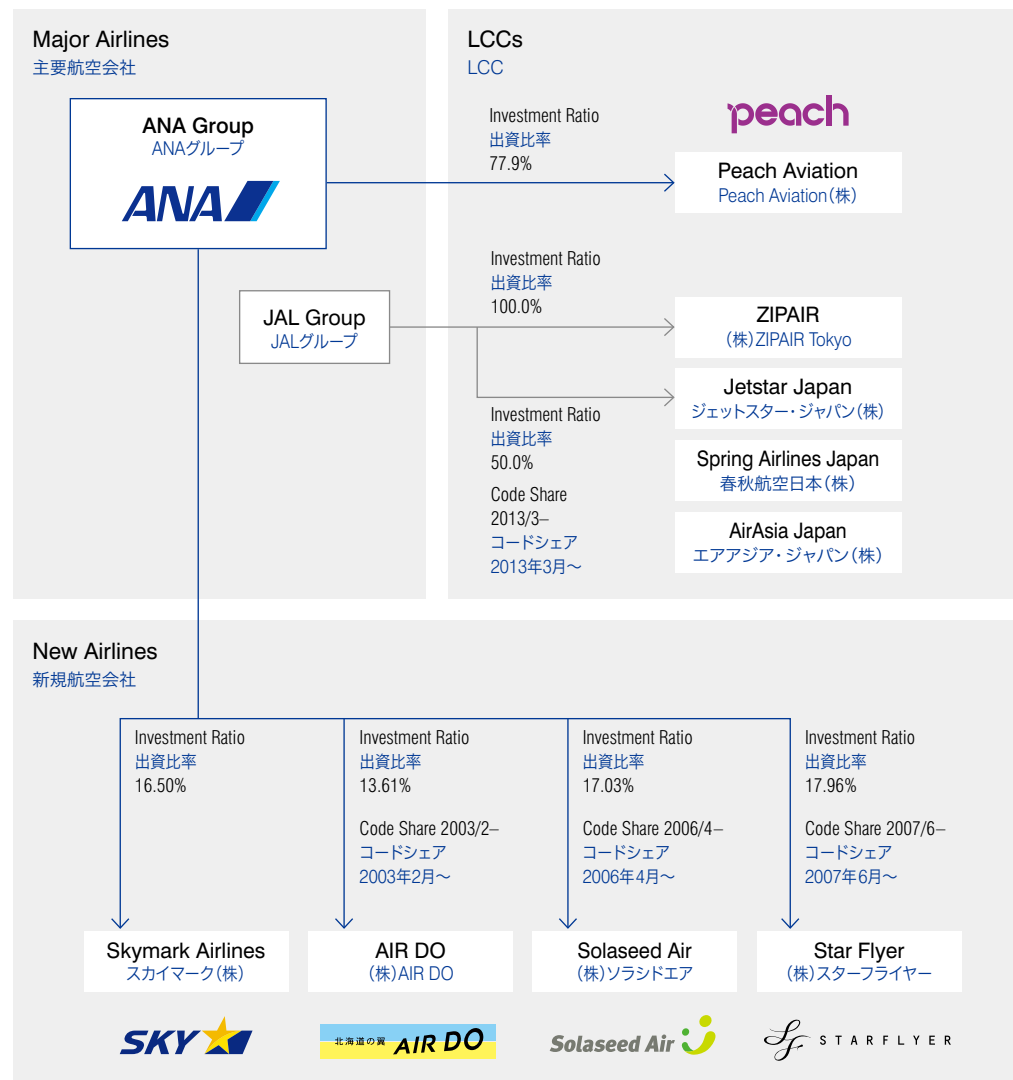 Major Airlines
主要航空会社
ANA Group
ANAグループ
ANA
JAL Group
JALグループ
LCCs
LCC
Investment Ratio
出資比率
77.9%
peach
Peach Aviation
Peach Aviation(株)
Investment Ratio
出資比率
100.0%
ZIPAIR
(株)ZIPAIR Tokyo
Jetstar Japan
ジェットスター・ジャパン(株)
Investment Ratio
出資比率
50.0%
Code Share
2013/3–
コードシェア
2013年3月～
Spring Airlines Japan
春秋航空日本(株)
AirAsia Japan
エアアジア・ジャパン(株)
New Airlines
新規航空会社
Investment Ratio
出資比率
16.50%
Skymark Airlines
スカイマーク(株)
SKY
Investment Ratio
出資比率
13.61%
Code Share 2003/2–
コードシェア
2003年2月～
AIR DO
(株)AIR DO
北海道の翼 AIR DO
Investment Ratio
出資比率
17.03%
Code Share 2006/4–
コードシェア
2006年4月～
Solaseed Air
(株)ソラシドエア
Solaseed Air
Investment Ratio
出資比率
17.96%
Code Share 2007/6–
コードシェア
2007年6月～
Star Flyer
(株)スターフライヤー
STARFLYER